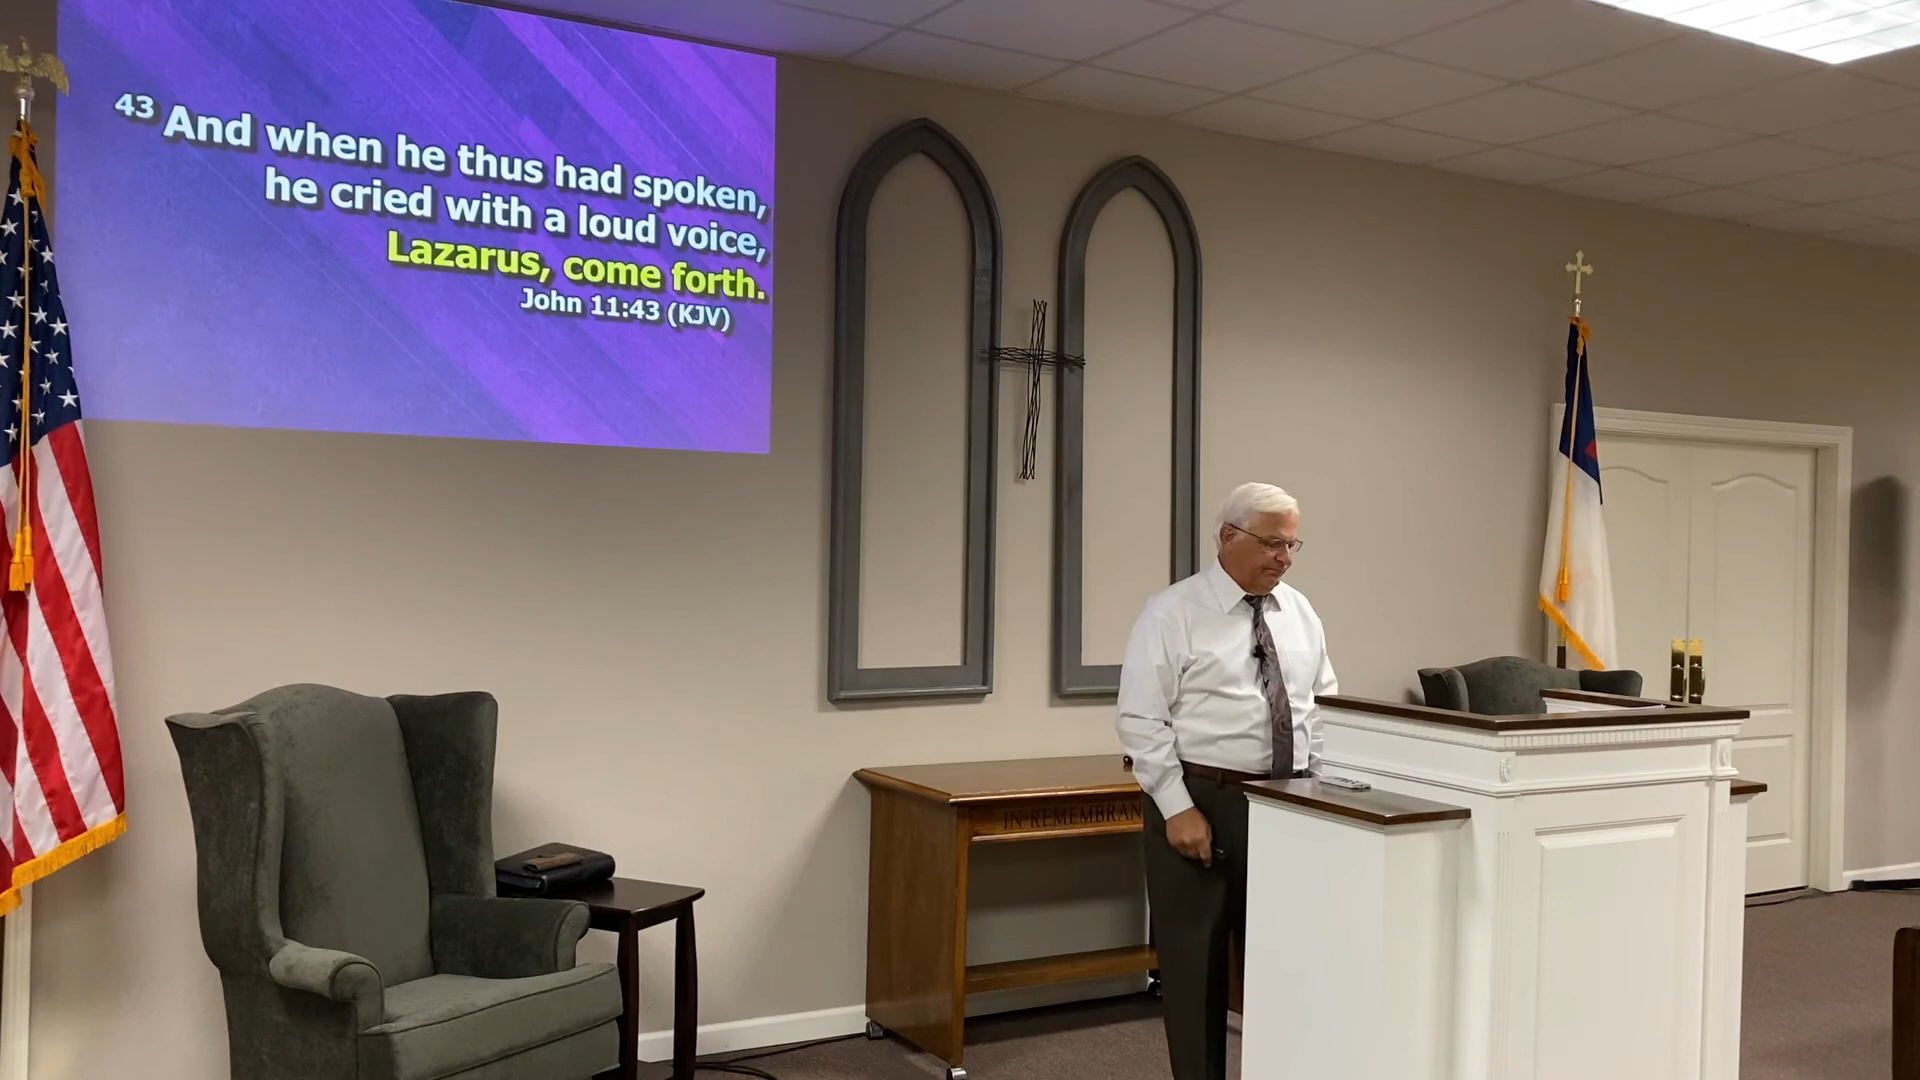 43 And when he thus had spoken,
he cried with a loud voice,
Lazarus, come forth.
John 11:43 (KJV)
IN REMEMBRAN